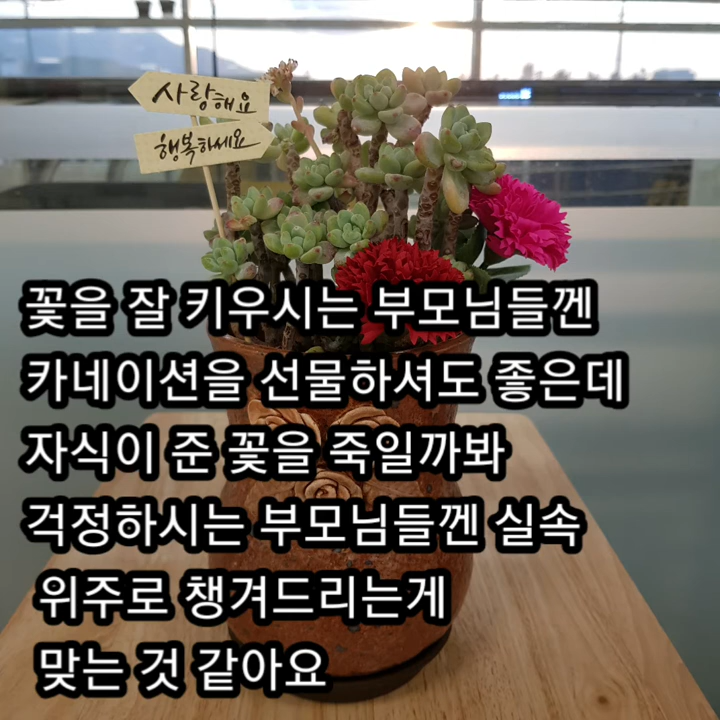 사랑해요
행복하세요
꽃을 잘 키우시는 부모님들껜
카네이션을 선물하셔도 좋은데
자식이 준 꽃을 죽일까봐
걱정하시는 부모님들껜 실속
위주로 챙겨드리는게
맞는 것 같아요